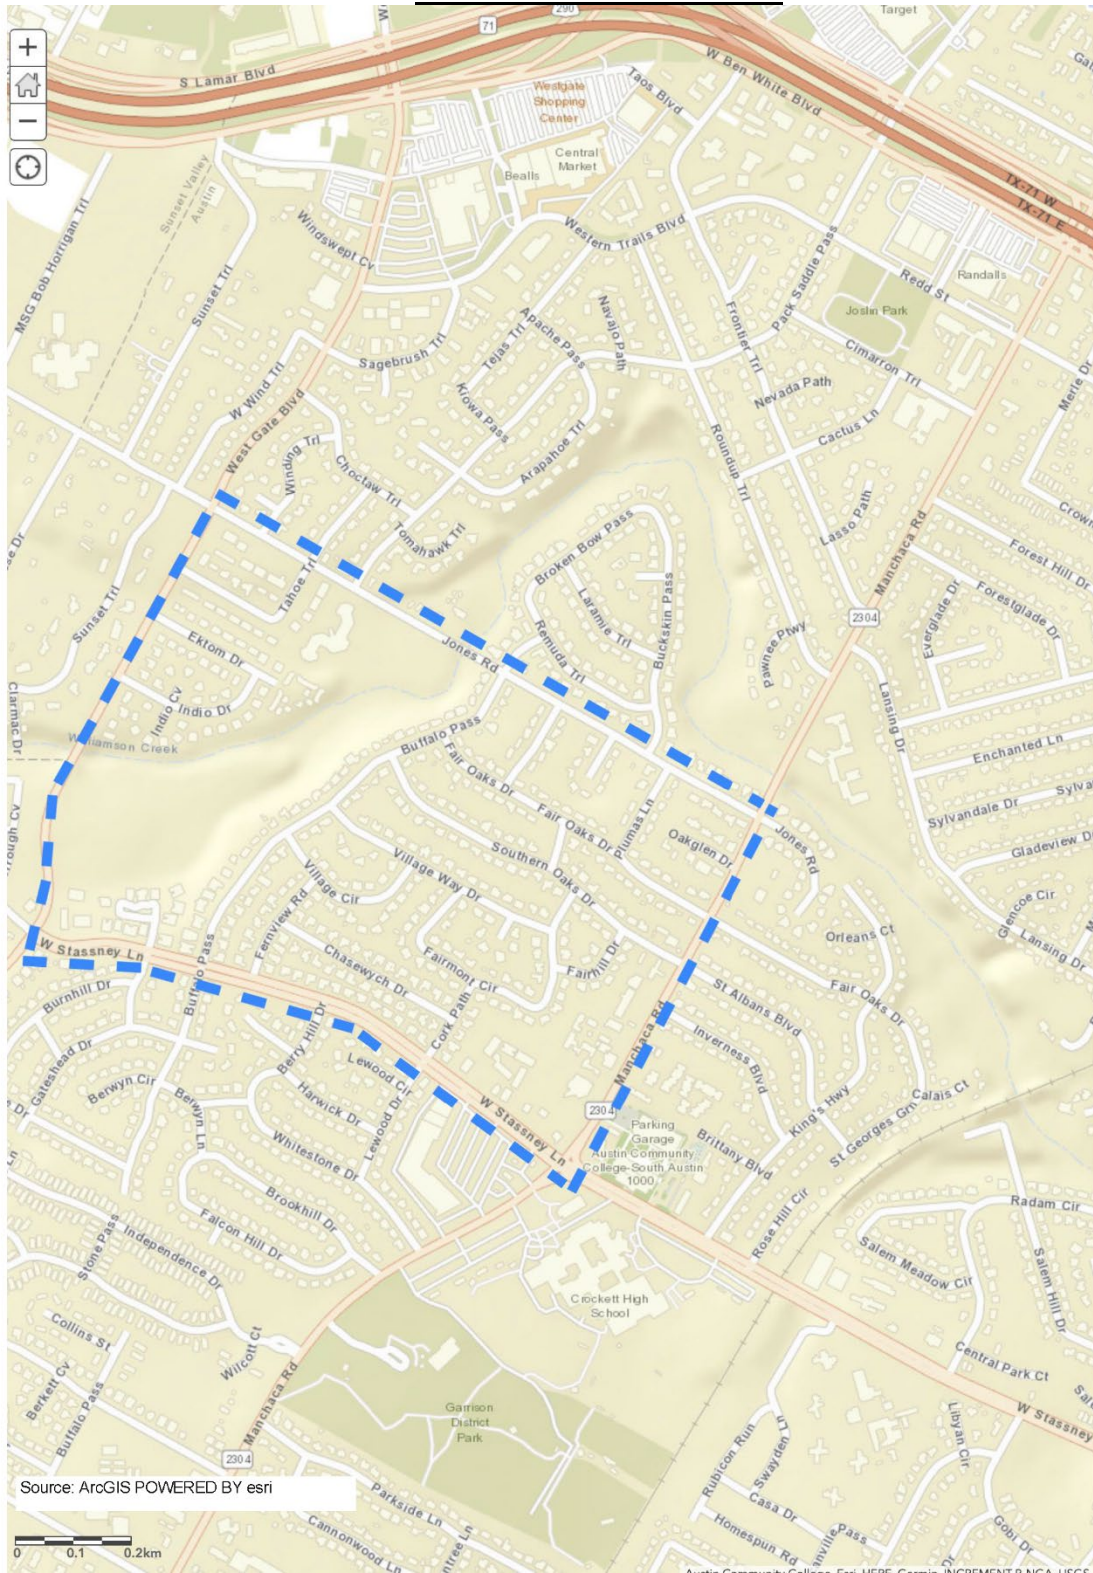 290
71
Target
S Lamar Blvd
W Ben White Blvd
Taos Blvd
Westgate
Shopping
Center
Central
Market
Bealls
Sunset Valley
Austin
TX-71 W
TX-71 E
MSG Bob Horrigan Trl
Windswept Cv
Western Trails Blvd
Pack Saddle Pass
Redd St
Randalls
Sunset Trl
Joslin Park
Navajo Path
Apache Pass
Tejas Trl
Frontier Trl
Sagebrush Trl
Cimarron Trl
Merle Dr
W Wind Trl
Nevada Path
Kiowa Pass
West Gate Blvd
Cactus Ln
Roundup Trl
Winding Trl
Choctaw Trl
Arapahoe Trl
Lasso Path
Tomahawk Trl
Broken Bow Pass
Manchaca Rd
Forest Hill Dr
Forestglade Dr
Everglade Dr
Tahoe Trl
Laramie Trl
Buckskin Pass
Sunset Trl
2304
Ektom Dr
Jones Rd
Remuda Trl
Pawnee Ptwy
Indio Cv
Indio Dr
Lansing Dr
Clarmac Dr
Williamson Creek
Buffalo Pass
Fair Oaks Dr
Enchanted Ln
Sylvandale Dr
Fair Oaks Dr
Plumas Ln
Oakglen Dr
Jones Rd
Gladeview Dr
Southern Oaks Dr
Village Way Dr
Village Cir
Fernview Rd
Glencoe Cir
Orleans Ct
Lansing Dr
W Stassney Ln
Chasewych Dr
Fairmont Cir
Fairhill Dr
Buffalo Pass
Burnhill Dr
St Albans Blvd
Fair Oaks Dr
Cork Path
Berry Hill Dr
Manchaca Rd
Inverness Blvd
Gateshead Dr
Lewood Cir
Berwyn Cir
Berwyn Ln
Harwick Dr
Lewood Dr
W Stassney Ln
2304
King's Hwy
Calais Ct
St Georges Grn
Parking
Garage
Austin Community
College-South Austin
1000
Brittany Blvd
Whitestone Dr
Brookhill Dr
Falcon Hill Dr
Rose Hill Cir
Radam Cir
Stone Pass
Independence Dr
Salem Meadow Cir
Salem Hill Dr
Crockett High
School
Collins St
Wilcott Ct
Central Park Ct
Berkett Cv
Buffalo Pass
Manchaca Rd
Garrison
District
Park
W Stassney
Libyan Cir
Rubicon Run
Swayden Ln
2304
Source: ArcGIS POWERED BY esri
Parkside Ln
Casa Dr
Gobi Dr
Cannonwood Ln
Homespun Rd
0 0.1 0.2km